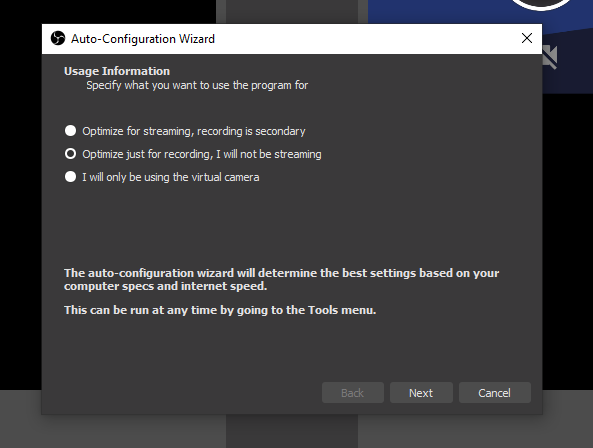 Auto-Configuration Wizard
Usage Information
Specify what you want to use the program for
Optimize for streaming, recording is secondary
Optimize just for recording, I will not be streaming
I will only be using the virtual camera
The auto-configuration wizard will determine the best settings based on your
computer specs and internet speed.
This can be run at any time by going to the Tools menu.
Back Next Cancel